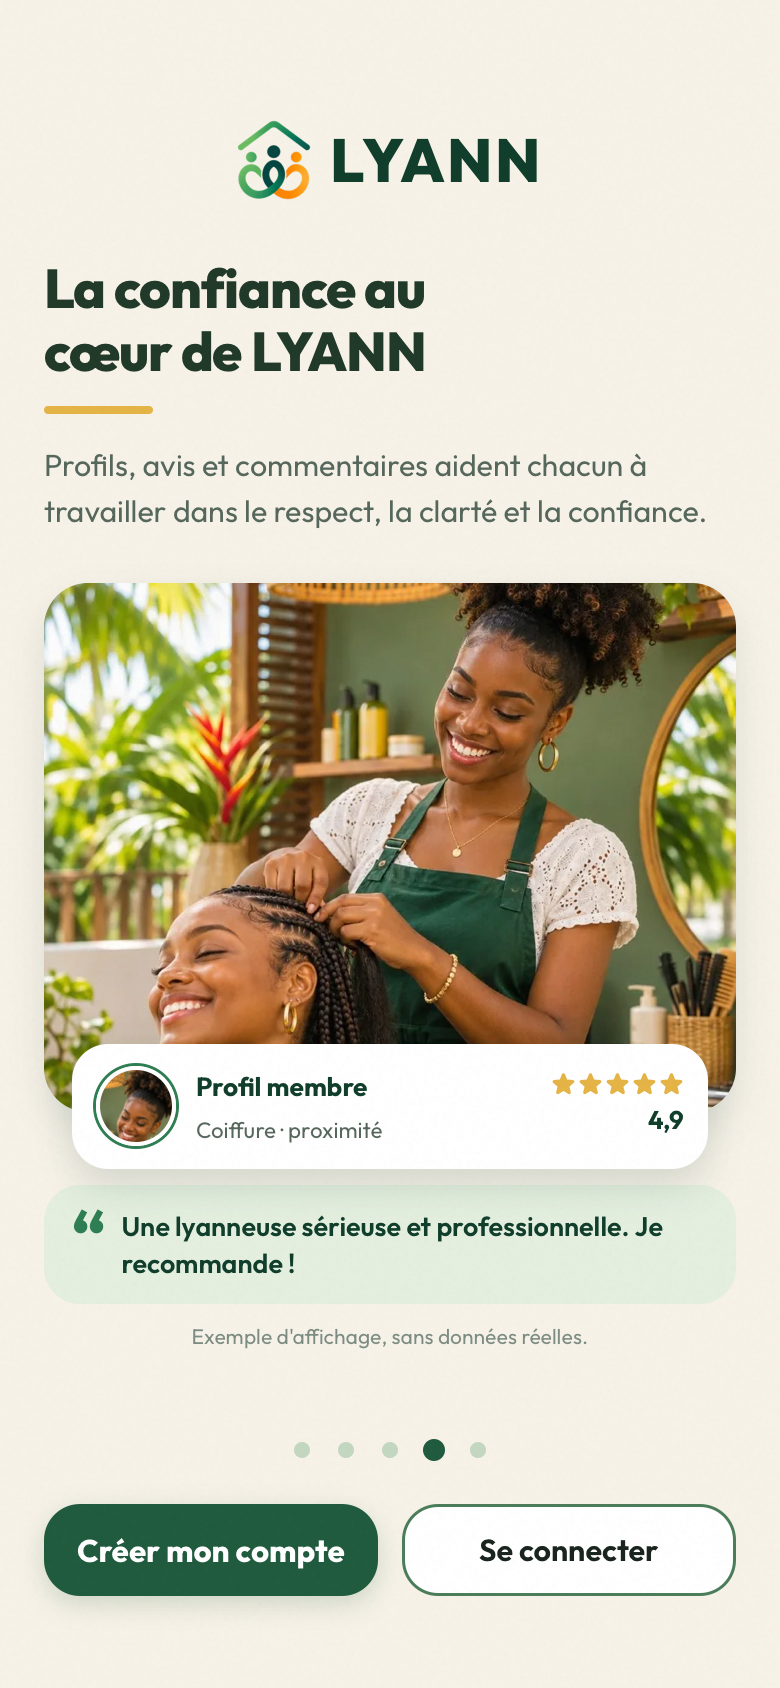 LYANN
La confiance au
cœur de LYANN
Profils, avis et commentaires aident chacun à
travailler dans le respect, la clarté et la confiance.
Profil membre
Coiffure · proximité
4,9
“ Une lyanneuse sérieuse et professionnelle. Je
recommande !
Exemple d'affichage, sans données réelles.
Créer mon compte
Se connecter